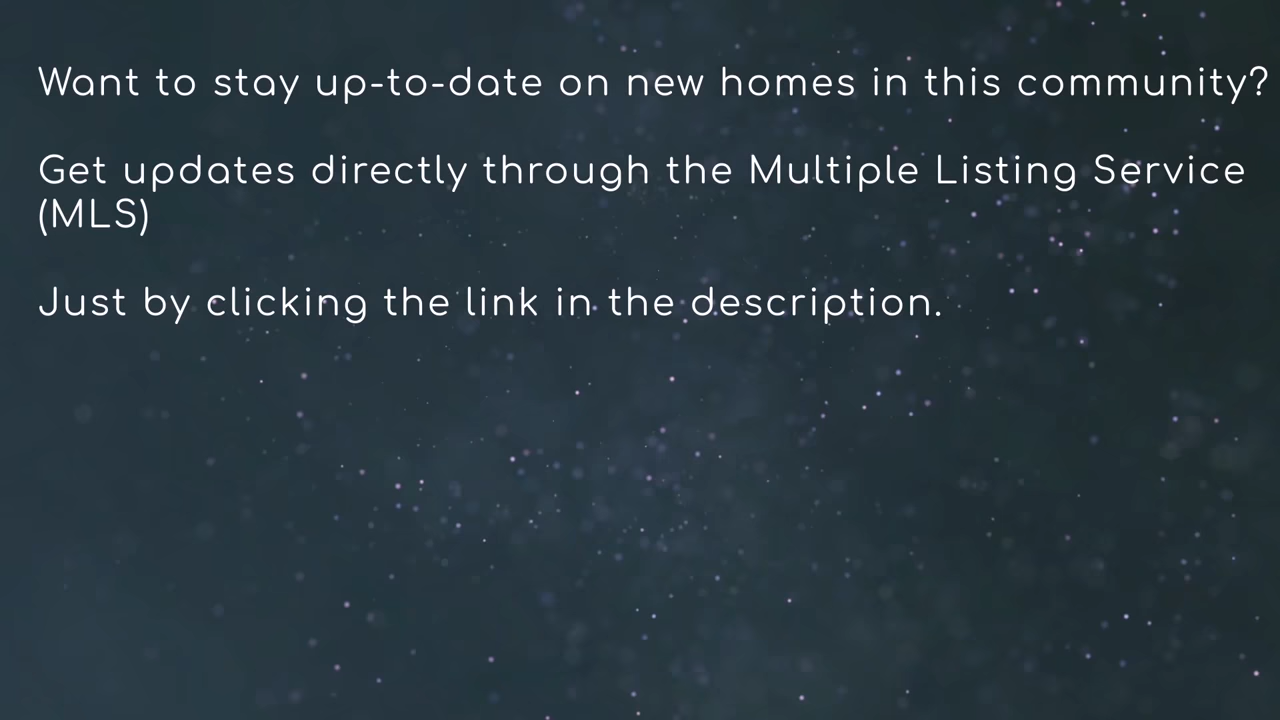 Want to stay up-to-date on new homes in this community?
Get updates directly through the Multiple Listing Service
(MLS)
Just by clicking the link in the description.